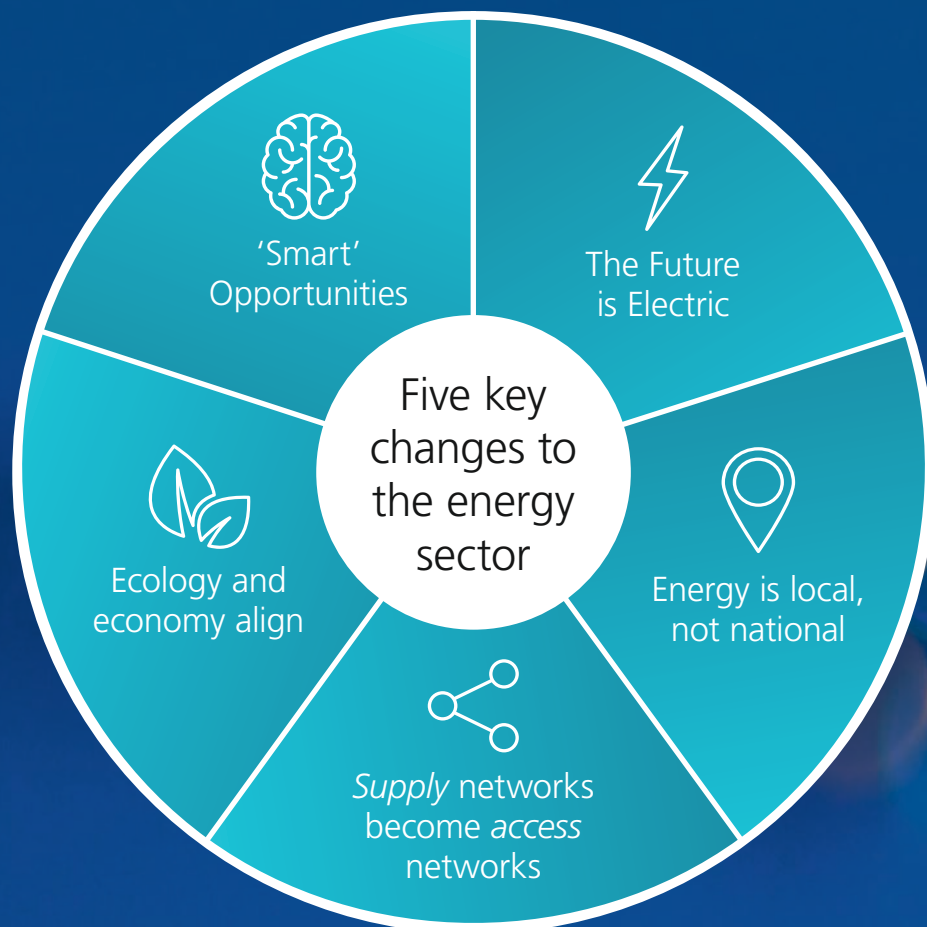 Five key
changes to
the energy
sector
The Future
is Electric
Energy is local,
not national
Supply networks
become access
networks
Ecology and
economy align
‘Smart’
Opportunities